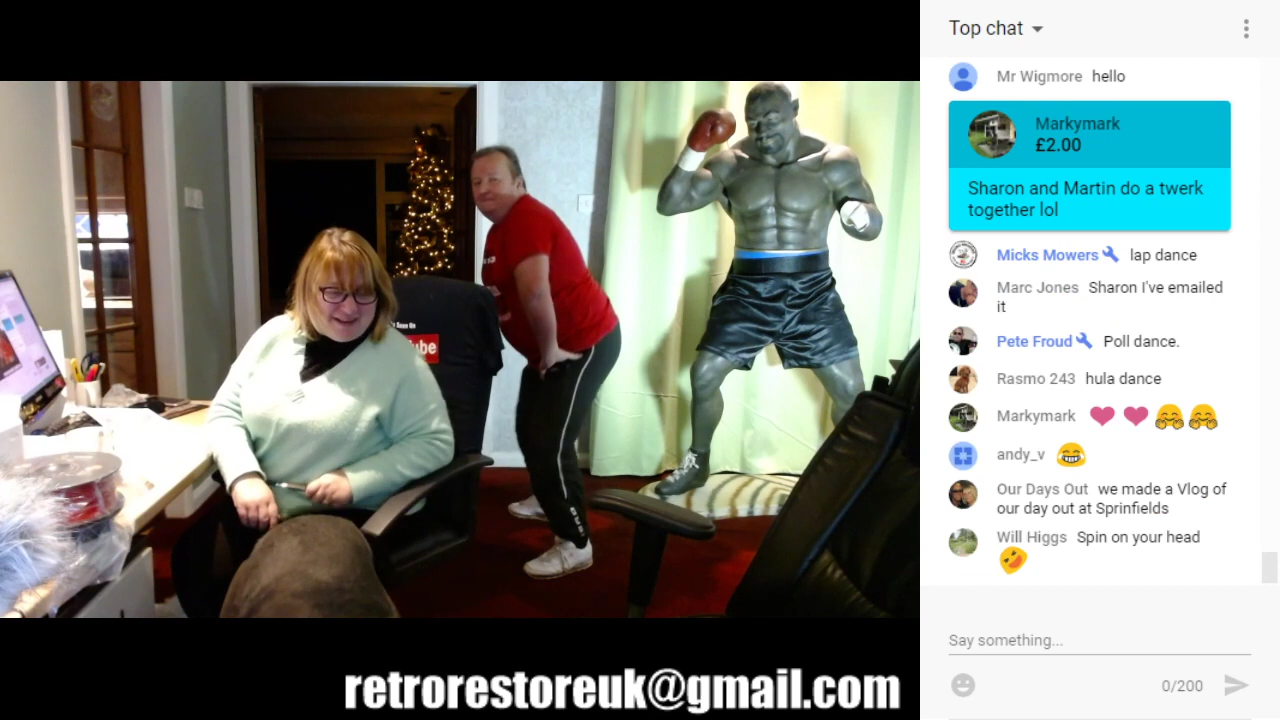 Top chat
Mr Wigmore hello
Markymark
£2.00
Sharon and Martin do a twerk
together lol
Micks Mowers lap dance
Marc Jones Sharon I've emailed
it
Pete Froud Poll dance.
Rasmo 243 hula dance
Markymark
andy_v
Our Days Out we made a Vlog of
our day out at Sprinfields
Will Higgs Spin on your head
Say something...
0/200
retrorestoreuk@gmail.com